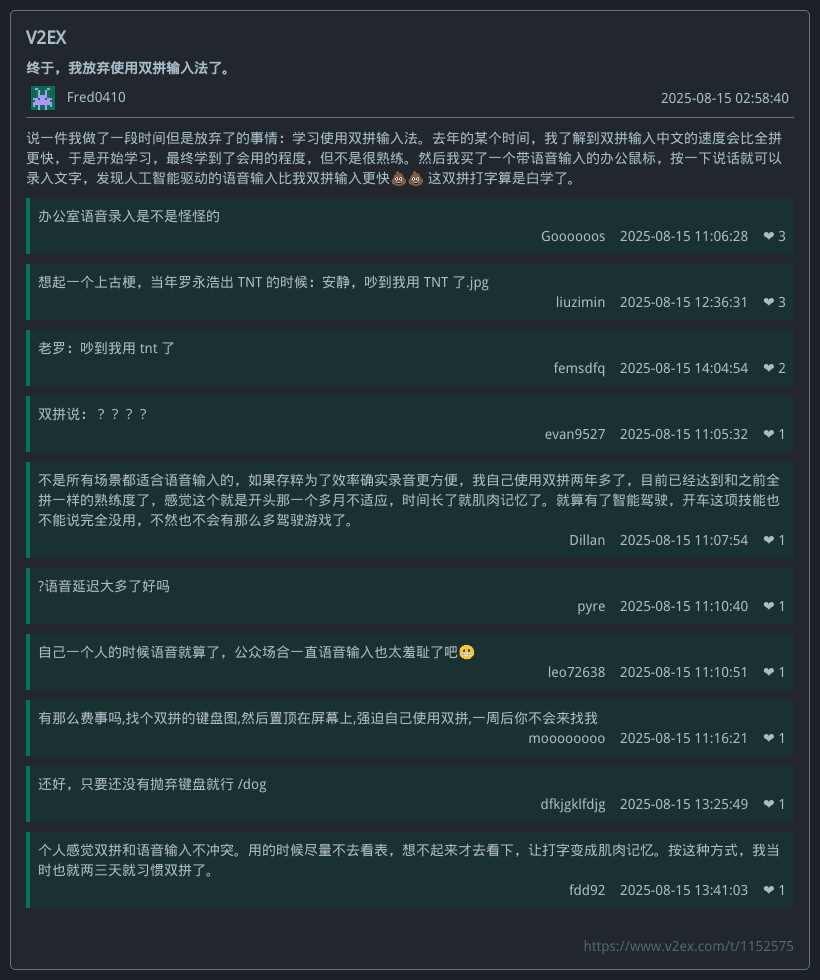 V2EX
终于，我放弃使用双拼输入法了。
Fred0410
2025-08-15 02:58:40
说一件我做了一段时间但是放弃了的事情：学习使用双拼输入法。去年的某个时间，我了解到双拼输入中文的速度会比全拼
更快，于是开始学习，最终学到了会用的程度，但不是很熟练。然后我买了一个带语音输入的办公鼠标，按一下说话就可以
录入文字，发现人工智能驱动的语音输入比我双拼输入更快💩💩 这双拼打字算是白学了。
办公室语音录入是不是怪怪的
Goooooos 2025-08-15 11:06:28 ❤ 3
想起一个上古梗，当年罗永浩出 TNT 的时候：安静，吵到我用 TNT 了.jpg
liuzimin 2025-08-15 12:36:31 ❤ 3
老罗：吵到我用 tnt 了
femsdfq 2025-08-15 14:04:54 ❤ 2
双拼说：？？？？
evan9527 2025-08-15 11:05:32 ❤ 1
不是所有场景都适合语音输入的，如果存粹为了效率确实录音更方便，我自己使用双拼两年多了，目前已经达到和之前全
拼一样的熟练度了，感觉这个就是开头那一个多月不适应，时间长了就肌肉记忆了。就算有了智能驾驶，开车这项技能也
不能说完全没用，不然也不会有那么多驾驶游戏了。
Dillan 2025-08-15 11:07:54 ❤ 1
?语音延迟大多了好吗
pyre 2025-08-15 11:10:40 ❤ 1
自己一个人的时候语音就算了，公众场合一直语音输入也太羞耻了吧😬
leo72638 2025-08-15 11:10:51 ❤ 1
有那么费事吗,找个双拼的键盘图,然后置顶在屏幕上,强迫自己使用双拼,一周后你不会来找我
moooooooo 2025-08-15 11:16:21 ❤ 1
还好，只要还没有抛弃键盘就行 /dog
dfkjgklfdjg 2025-08-15 13:25:49 ❤ 1
个人感觉双拼和语音输入不冲突。用的时候尽量不去看表，想不起来才去看下，让打字变成肌肉记忆。按这种方式，我当
时也就两三天就习惯双拼了。
fdd92 2025-08-15 13:41:03 ❤ 1
https://www.v2ex.com/t/1152575